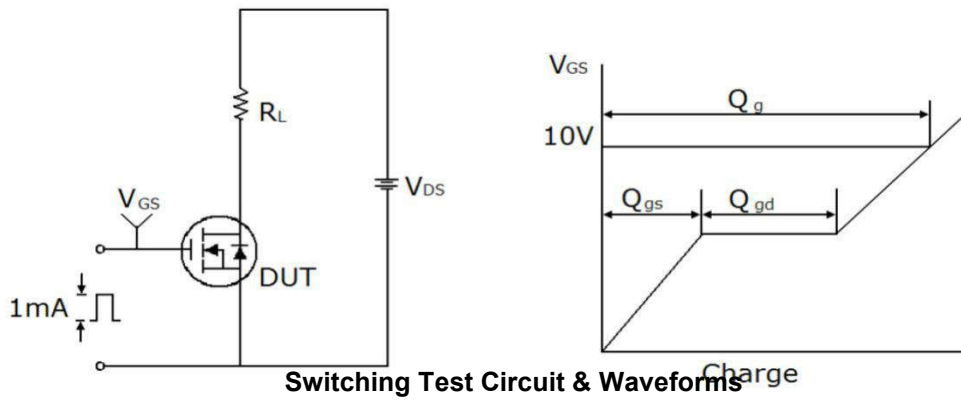 RL
VDS
VGS
DUT
1mA
VGS
10V
Qg
Qgs
Qgd
Charge
Switching Test Circuit & Waveforms